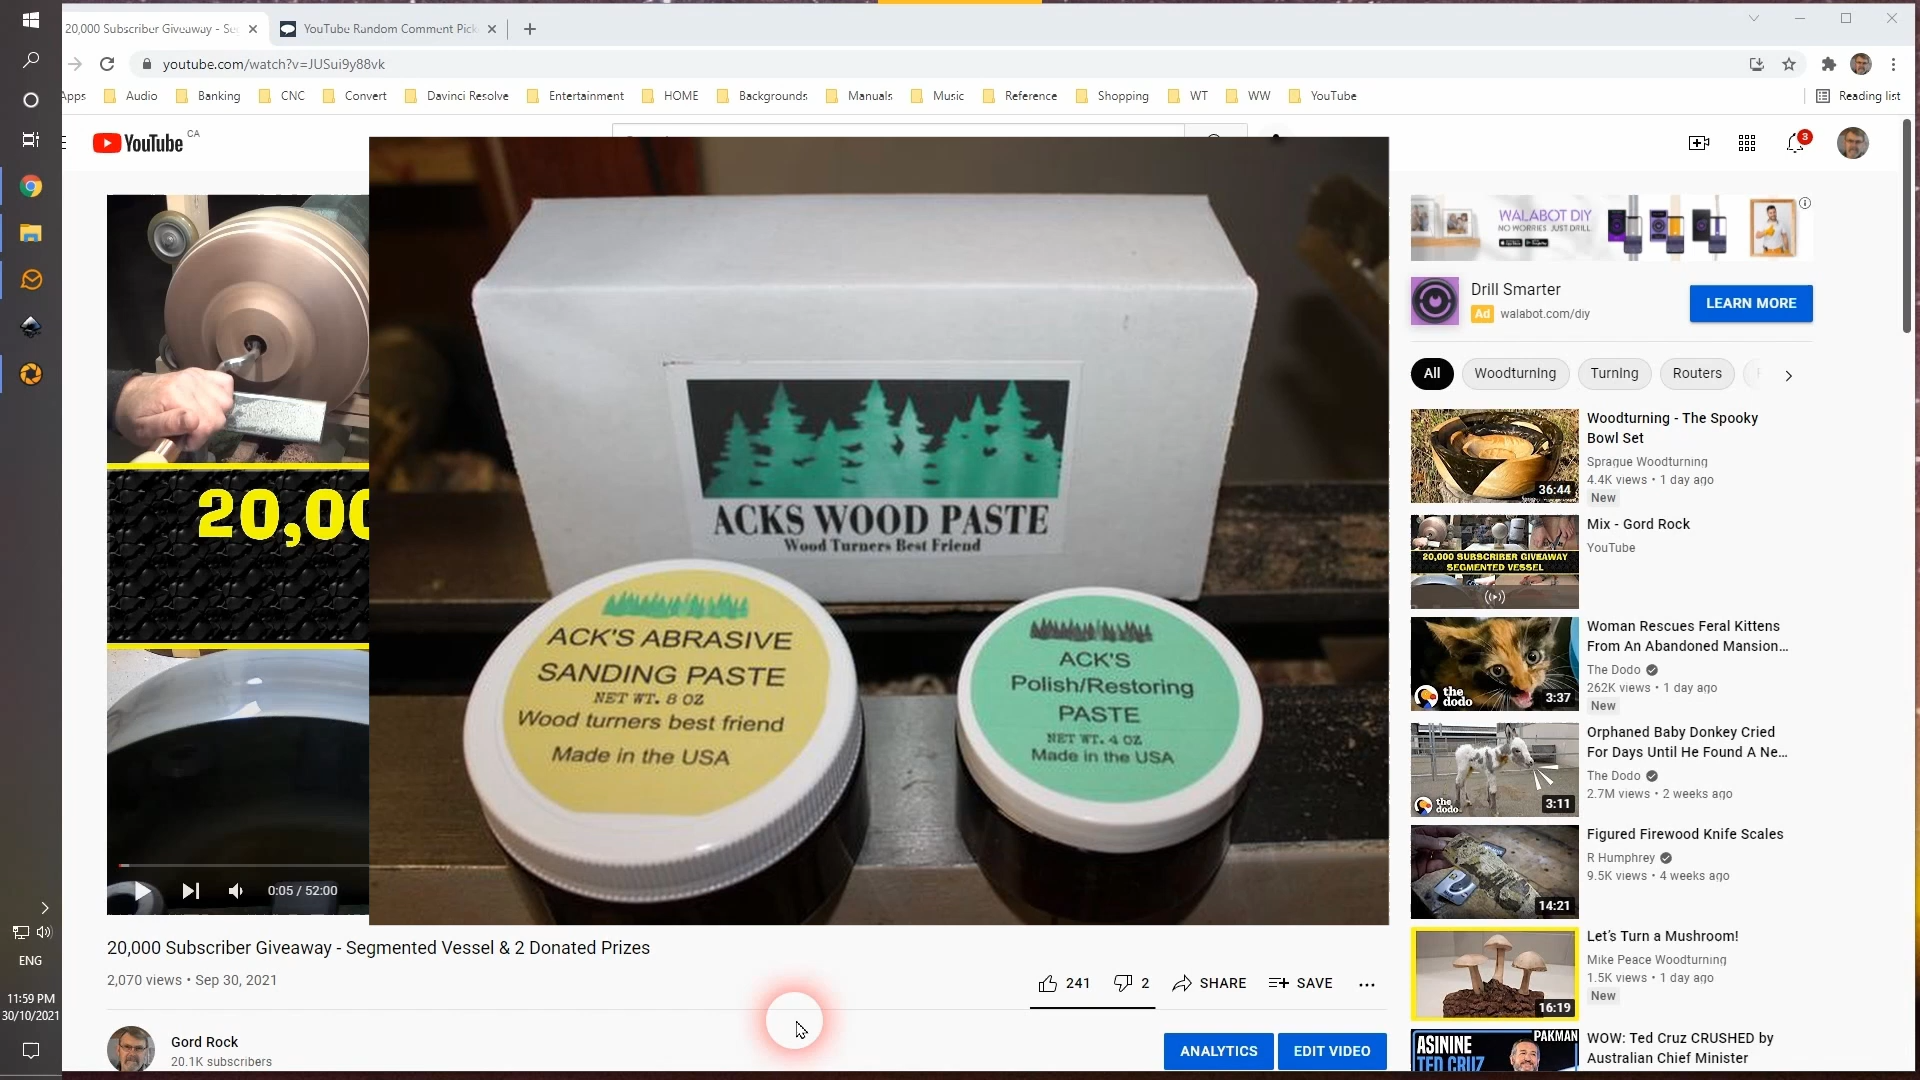 20,000 Subscriber Giveaway - Se
YouTube Random Comment Pick
youtube.com/watch?v=JUSui9y88vk
Apps
Audio
Banking
CNC
Convert
Davinci Resolve
Entertainment
HOME
Backgrounds
Manuals
Music
Reference
Shopping
WT
WW
YouTube
Reading list
YouTube
CA
3
ACKS WOOD PASTE
Wood Turners Best Friend
ACK'S ABRASIVE
SANDING PASTE
NET WT. 8 OZ
Wood turners best friend
Made in the USA
ACK'S
Polish/Restoring
PASTE
NET WT. 4 OZ
Made in the USA
20,00
0:05 / 52:00
20,000 Subscriber Giveaway - Segmented Vessel & 2 Donated Prizes
2,070 views • Sep 30, 2021
241
2
SHARE
SAVE
Gord Rock
20.1K subscribers
ANALYTICS
EDIT VIDEO
WALABOT DIY
NO WORRIES. JUST DRILL.
Drill Smarter
Ad walabot.com/diy
LEARN MORE
All
Woodturning
Turning
Routers
36:44
Woodturning - The Spooky
Bowl Set
Sprague Woodturning
4.4K views • 1 day ago
New
20,000 SUBSCRIBER GIVEAWAY
SEGMENTED VESSEL
Mix - Gord Rock
YouTube
the dodo
3:37
Woman Rescues Feral Kittens
From An Abandoned Mansion...
The Dodo
262K views • 1 day ago
New
the dodo
3:11
Orphaned Baby Donkey Cried
For Days Until He Found A Ne...
The Dodo
2.7M views • 2 weeks ago
14:21
Figured Firewood Knife Scales
R Humphrey
9.5K views • 4 weeks ago
16:19
Let's Turn a Mushroom!
Mike Peace Woodturning
1.5K views • 1 day ago
New
PAKMAN
ASININE
TED CRUZ
WOW: Ted Cruz CRUSHED by
Australian Chief Minister
ENG
11:59 PM
30/10/2021